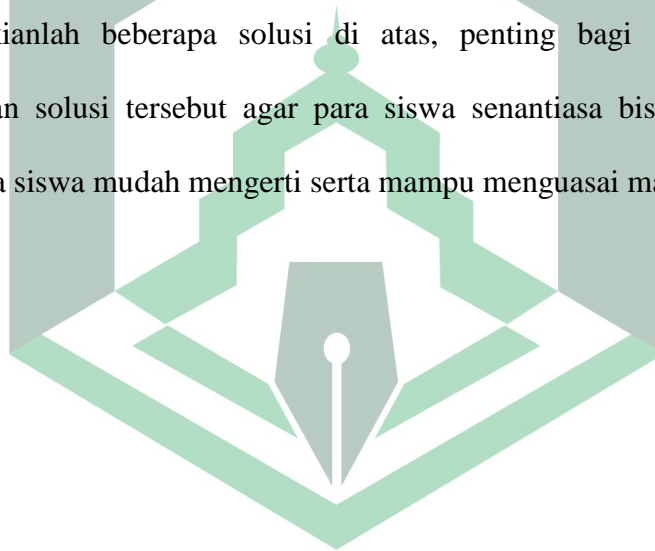 ianlah beberapa solusi di atas, penting bagi
n solusi tersebut agar para siswa senantiasa bis
siswa mudah mengerti serta mampu menguasai ma